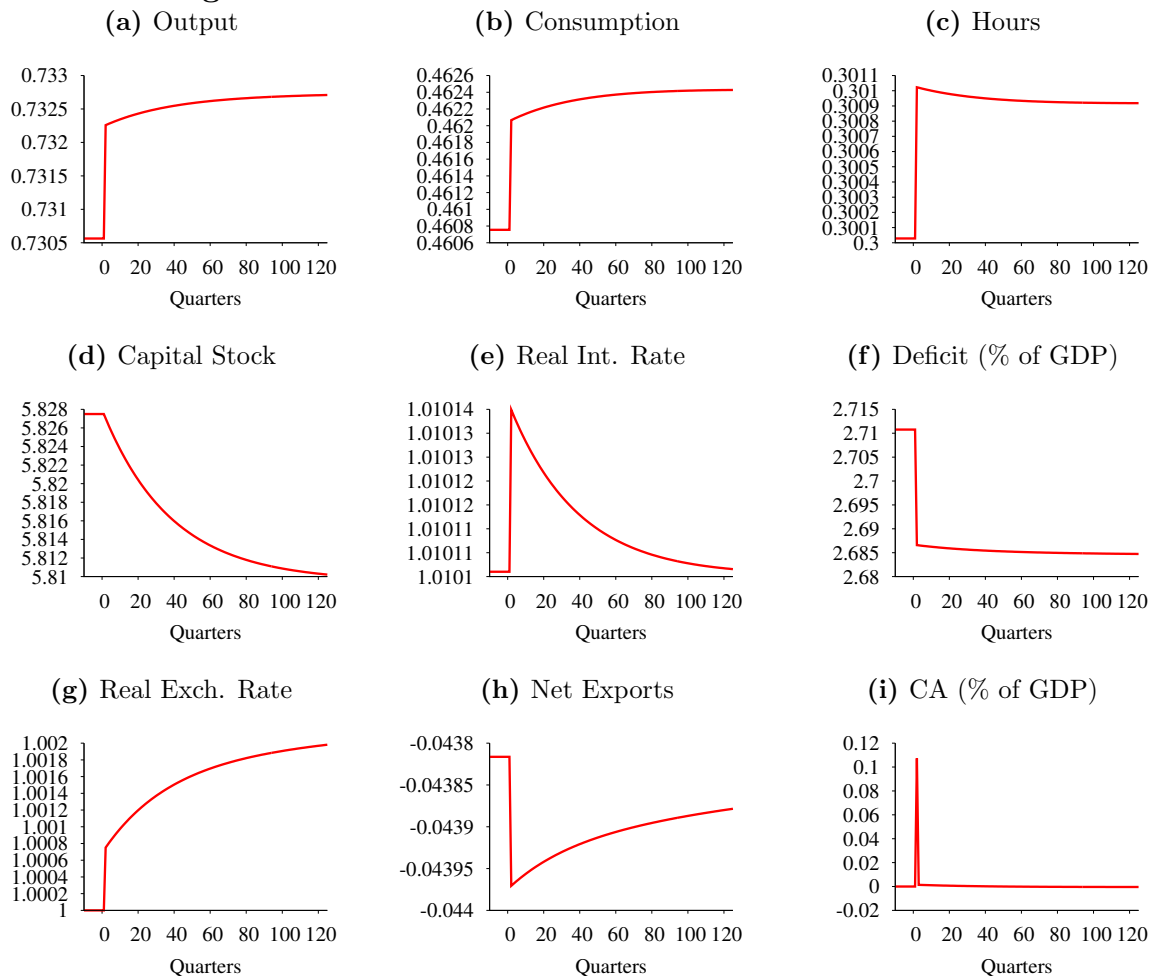 (a) Output
(b) Consumption
(c) Hours
0.733
0.7325
0.732
0.7315
0.731
0.7305
0 20 40 60 80 100 120
Quarters
0.4626
0.4624
0.4622
0.462
0.4618
0.4616
0.4614
0.4612
0.461
0.4608
0.4606
0 20 40 60 80 100 120
Quarters
0.3011
0.301
0.3009
0.3008
0.3007
0.3006
0.3005
0.3004
0.3003
0.3002
0.3001
0.3
0 20 40 60 80 100 120
Quarters
(d) Capital Stock
(e) Real Int. Rate
(f) Deficit (% of GDP)
5.828
5.826
5.824
5.822
5.82
5.818
5.816
5.814
5.812
5.81
0 20 40 60 80 100 120
Quarters
1.01014
1.01013
1.01013
1.01012
1.01012
1.01011
1.01011
1.0101
0 20 40 60 80 100 120
Quarters
2.715
2.71
2.705
2.7
2.695
2.69
2.685
2.68
0 20 40 60 80 100 120
Quarters
(g) Real Exch. Rate
(h) Net Exports
(i) CA (% of GDP)
1.002
1.0018
1.0016
1.0014
1.0012
1.001
1.0008
1.0006
1.0004
1.0002
1
0 20 40 60 80 100 120
Quarters
-0.0438
-0.04385
-0.0439
-0.04395
-0.044
0 20 40 60 80 100 120
Quarters
0.12
0.1
0.08
0.06
0.04
0.02
0
-0.02
0 20 40 60 80 100 120
Quarters